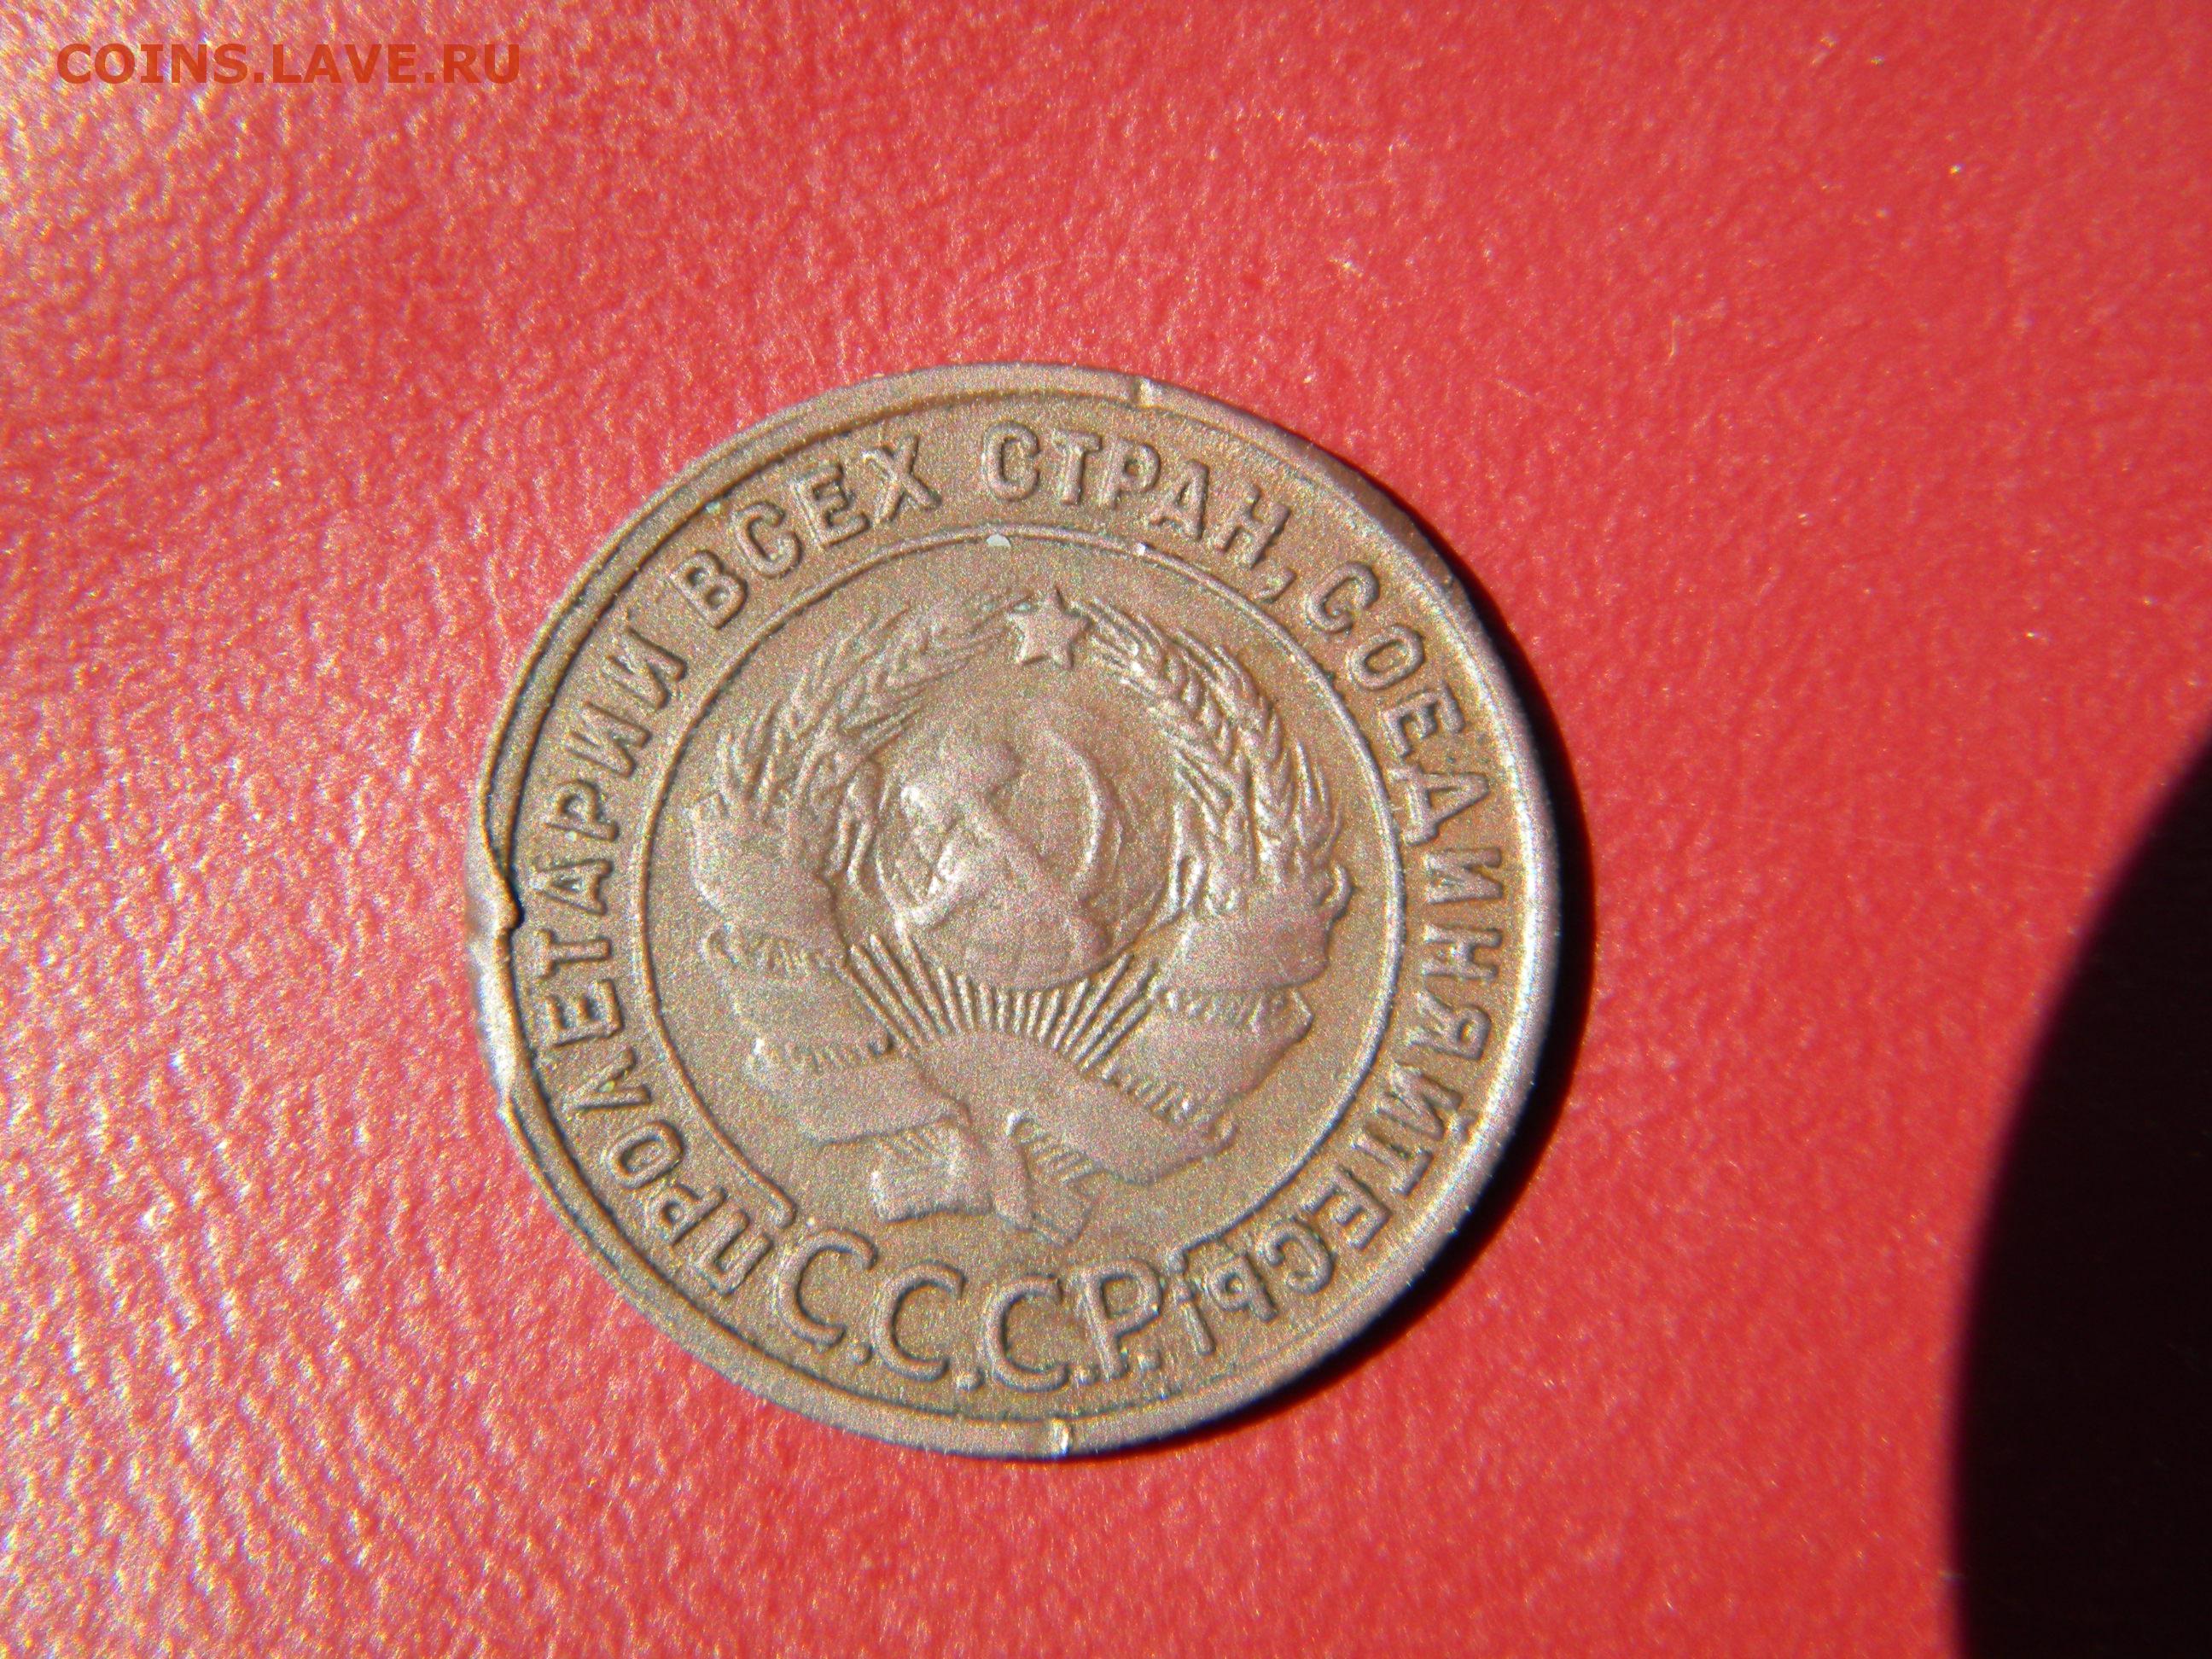 COINS.LAVE.RU
ПРОЛЕТАРИИ ВСЕХ СТРАН, СОЕДИНЯЙТЕСЬ!
С.С.С.Р.